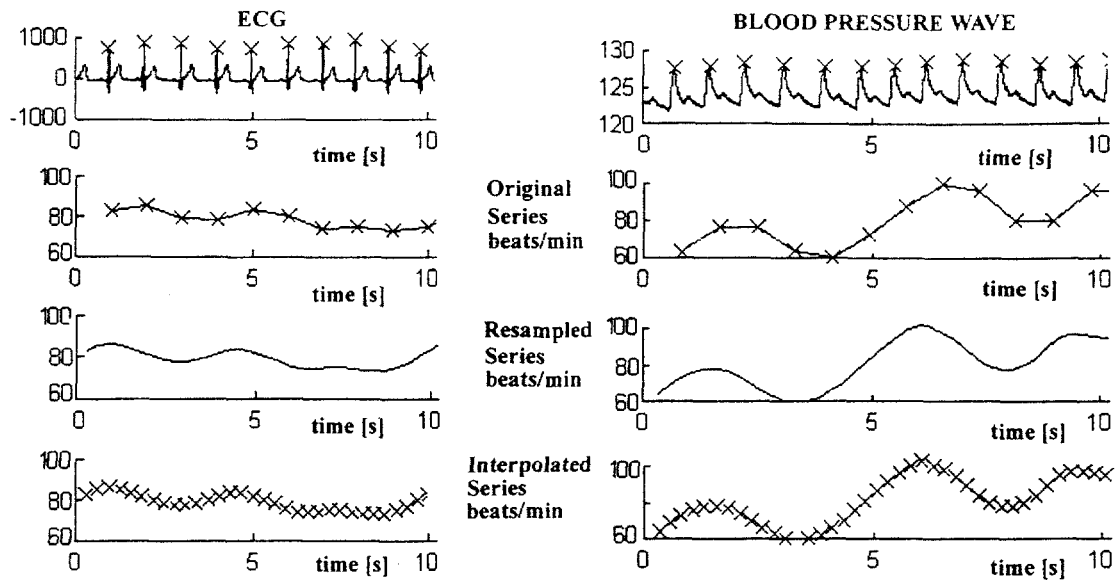 ECG
BLOOD PRESSURE WAVE
1000
0
-1000
0 5 10
time [s]
130
125
120
0 5 10
time [s]
100
80
60
0 5 10
time [s]
Original
Series
beats/min
100
80
60
0 5 10
time [s]
100
80
60
0 5 10
time [s]
Resampled
Series
beats/min
100
80
60
0 5 10
time [s]
100
80
60
0 5 10
time [s]
Interpolated
Series
beats/min
100
80
60
0 5 10
time [s]